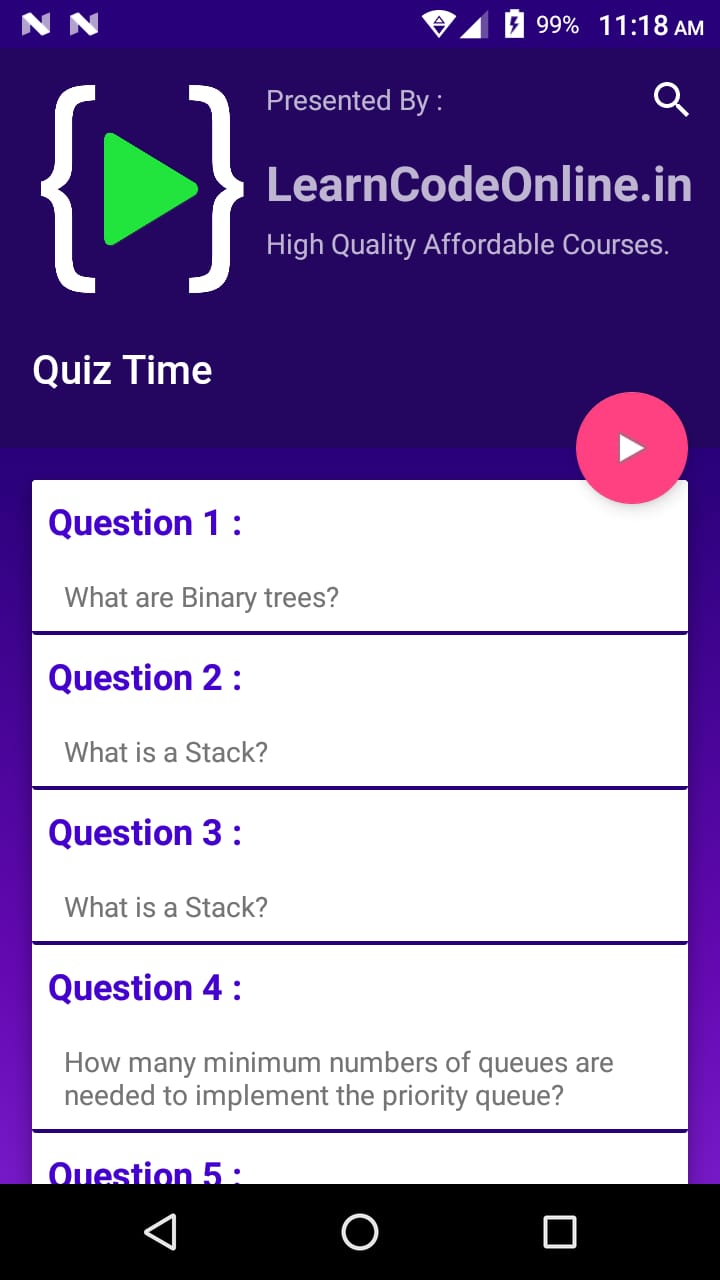 99% 11:18 AM
Presented By :
LearnCodeOnline.in
High Quality Affordable Courses.
Quiz Time
Question 1 :
What are Binary trees?
Question 2 :
What is a Stack?
Question 3 :
What is a Stack?
Question 4 :
How many minimum numbers of queues are
needed to implement the priority queue?
Question 5 :